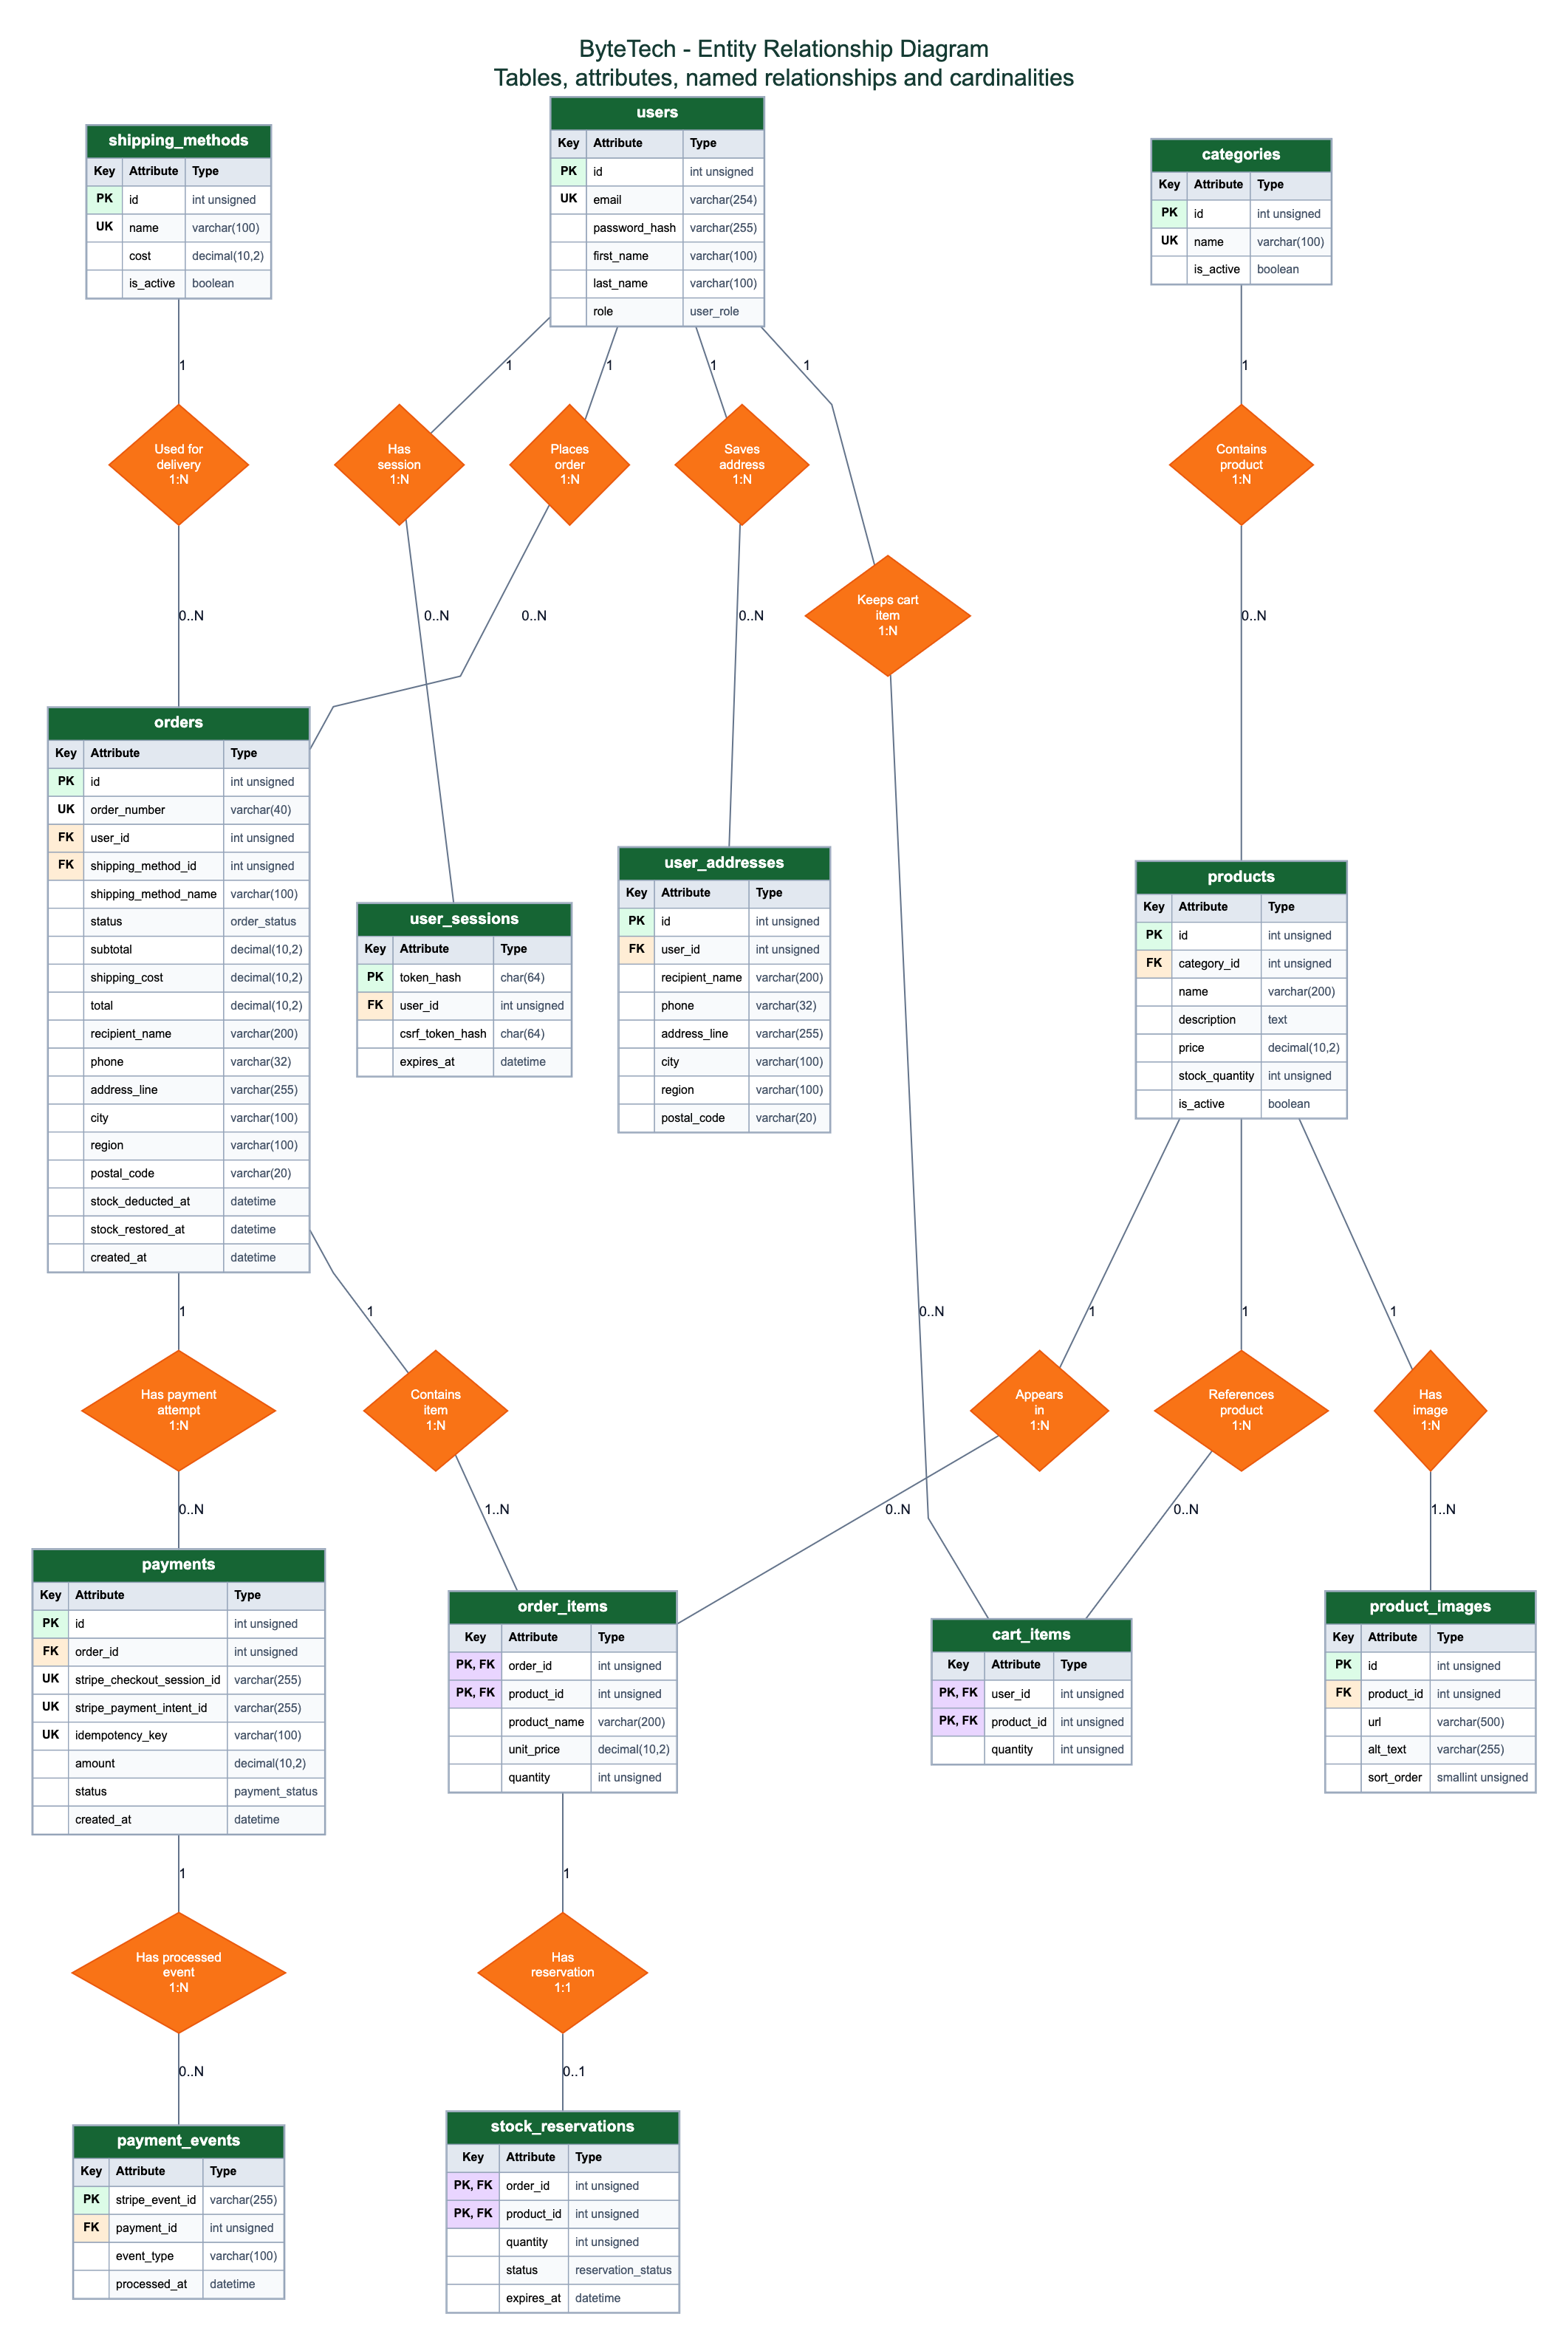 ByteTech - Entity Relationship Diagram
Tables, attributes, named relationships and cardinalities
users
Key Attribute Type
PK id int unsigned
UK email varchar(254)
password_hash varchar(255)
first_name varchar(100)
last_name varchar(100)
role user_role
shipping_methods
Key Attribute Type
PK id int unsigned
UK name varchar(100)
cost decimal(10,2)
is_active boolean
categories
Key Attribute Type
PK id int unsigned
UK name varchar(100)
is_active boolean
1
1
1
1
1
1
Used for
delivery
1:N
Has
session
1:N
Places
order
1:N
Saves
address
1:N
Contains
product
1:N
Keeps cart
item
1:N
0..N
0..N
0..N
0..N
0..N
orders
Key Attribute Type
PK id int unsigned
UK order_number varchar(40)
FK user_id int unsigned
FK shipping_method_id int unsigned
shipping_method_name varchar(100)
status order_status
subtotal decimal(10,2)
shipping_cost decimal(10,2)
total decimal(10,2)
recipient_name varchar(200)
phone varchar(32)
address_line varchar(255)
city varchar(100)
region varchar(100)
postal_code varchar(20)
stock_deducted_at datetime
stock_restored_at datetime
created_at datetime
user_sessions
Key Attribute Type
PK token_hash char(64)
FK user_id int unsigned
csrf_token_hash char(64)
expires_at datetime
user_addresses
Key Attribute Type
PK id int unsigned
FK user_id int unsigned
recipient_name varchar(200)
phone varchar(32)
address_line varchar(255)
city varchar(100)
region varchar(100)
postal_code varchar(20)
products
Key Attribute Type
PK id int unsigned
FK category_id int unsigned
name varchar(200)
description text
price decimal(10,2)
stock_quantity int unsigned
is_active boolean
1
1
0..N
1
1
1
Has payment
attempt
1:N
Contains
item
1:N
Appears
in
1:N
References
product
1:N
Has
image
1:N
0..N
1..N
0..N
0..N
1..N
payments
Key Attribute Type
PK id int unsigned
FK order_id int unsigned
UK stripe_checkout_session_id varchar(255)
UK stripe_payment_intent_id varchar(255)
UK idempotency_key varchar(100)
amount decimal(10,2)
status payment_status
created_at datetime
order_items
Key Attribute Type
PK, FK order_id int unsigned
PK, FK product_id int unsigned
product_name varchar(200)
unit_price decimal(10,2)
quantity int unsigned
cart_items
Key Attribute Type
PK, FK user_id int unsigned
PK, FK product_id int unsigned
quantity int unsigned
product_images
Key Attribute Type
PK id int unsigned
FK product_id int unsigned
url varchar(500)
alt_text varchar(255)
sort_order smallint unsigned
1
1
Has processed
event
1:N
Has
reservation
1:1
0..N
0..1
payment_events
Key Attribute Type
PK stripe_event_id varchar(255)
FK payment_id int unsigned
event_type varchar(100)
processed_at datetime
stock_reservations
Key Attribute Type
PK, FK order_id int unsigned
PK, FK product_id int unsigned
quantity int unsigned
status reservation_status
expires_at datetime